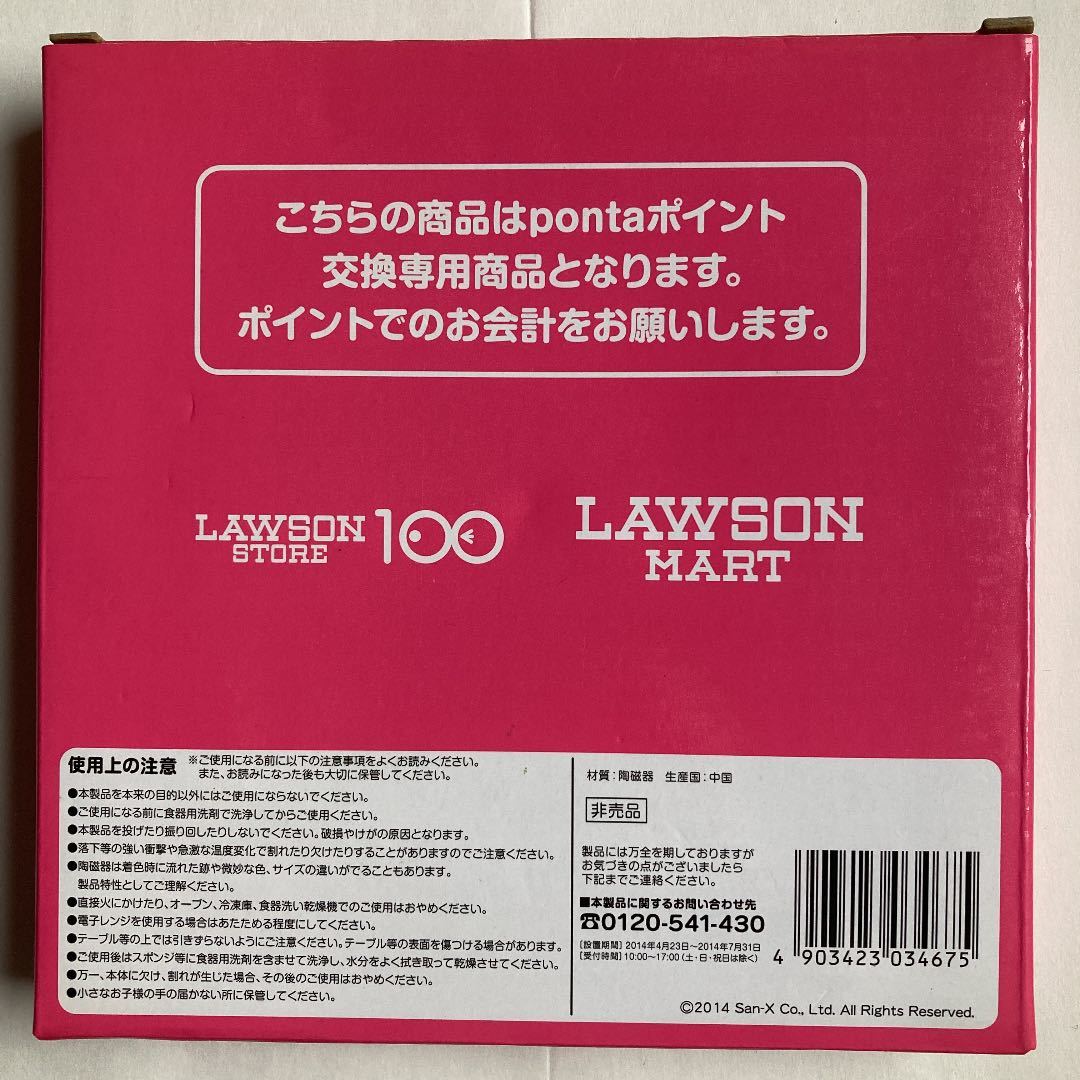 こちらの商品はpontaポイント
交換専用商品となります。
ポイントでのお会計をお願いします。
LAWSON
STORE
100
LAWSON
MART
使用上の注意
※ご使用になる前に以下の注意事項をよくお読みください。
また、お読みになった後も大切に保管してください。
●本製品を本来の目的以外にはご使用にならないでください。
●ご使用になる前に食器用洗剤で洗浄してからご使用ください。
●本製品を投げたり振り回したりしないでください。破損やけがの原因となります。
●落下等の強い衝撃や急激な温度変化で割れたり欠けたりすることがありますのでご注意ください。
●陶磁器は着色時に流れた跡や微妙な色、サイズの違いがでることもあります。
製品特性としてご理解ください。
●直接火にかけたり、オーブン、冷凍庫、食器洗い乾燥機でのご使用はおやめください。
●電子レンジを使用する場合はあたためる程度にしてください。
●テーブル等の上では引きずらないようにご注意ください。テーブル等の表面を傷つける場合があります。
●ご使用後はスポンジ等に食器用洗剤を含ませて洗浄し、水分をよく拭き取って乾燥させてください。
●万一、本体に欠け、割れが生じた場合、その後のご使用はおやめください。
●小さなお子様の手の届かない所に保管してください。
材質：陶磁器 生産国：中国
非売品
製品には万全を期しておりますが
お気づきの点がございましたら
下記までご連絡ください。
■本製品に関するお問い合わせ先
☎0120-541-430
［設置期間］2014年4月23日～2014年7月31日
［受付時間］10:00～17:00（土・日・祝日は除く）
4 903423 034675
©2014 San-X Co., Ltd. All Rights Reserved.